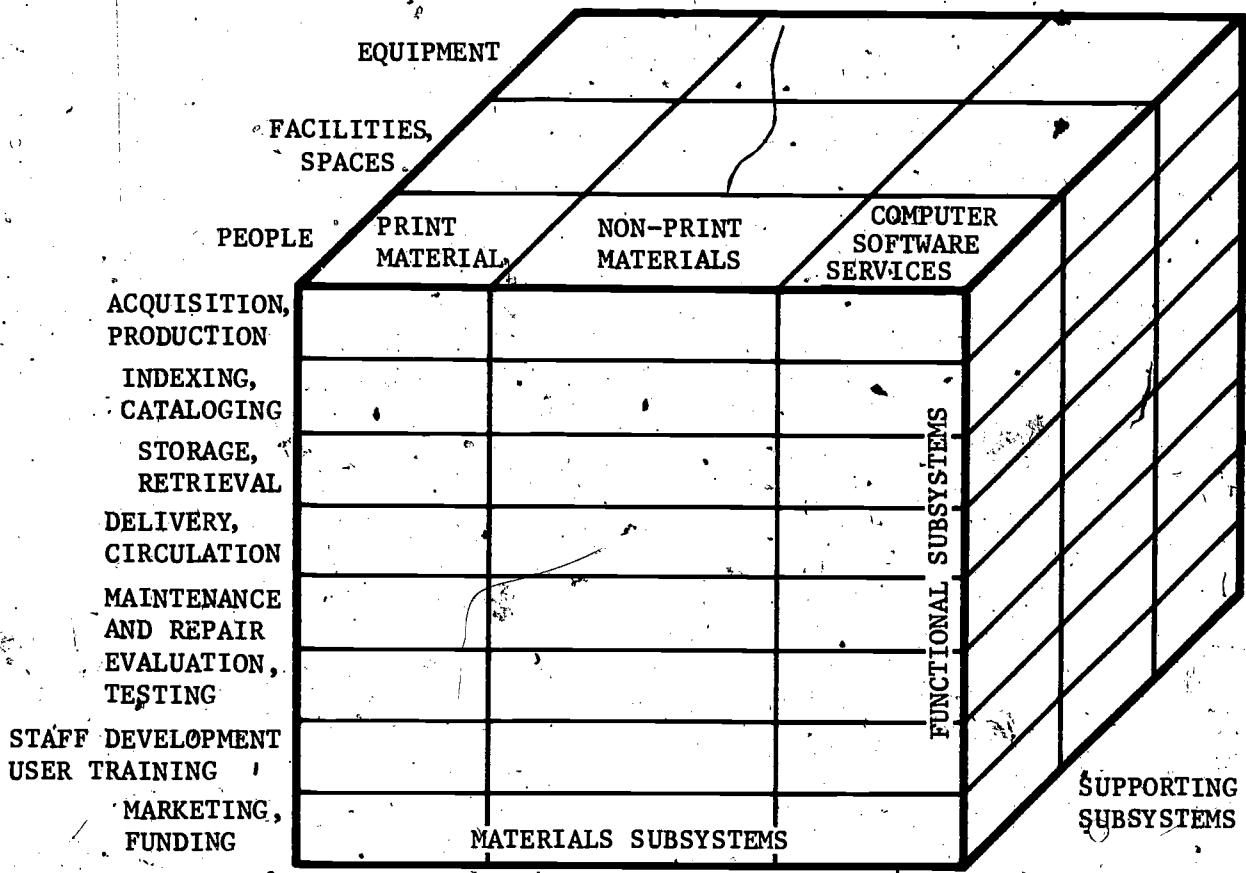 EQUIPMENT
FACILITIES,
SPACES
PEOPLE
PRINT
MATERIAL
NON-PRINT
MATERIALS
COMPUTER
SOFTWARE
SERVICES
ACQUISITION,
PRODUCTION
INDEXING,
CATALOGING
STORAGE,
RETRIEVAL
DELIVERY,
CIRCULATION
MAINTENANCE
AND REPAIR
EVALUATION,
TESTING
STAFF DEVELOPMENT
USER TRAINING
MARKETING,
FUNDING
FUNCTIONAL SUBSYSTEMS
MATERIALS SUBSYSTEMS
SUPPORTING
SUBSYSTEMS